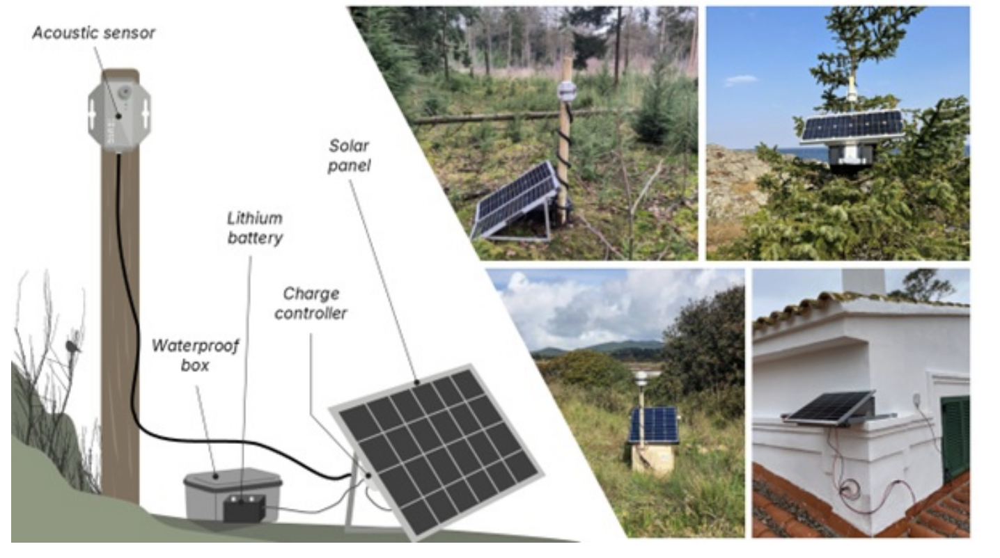 Acoustic sensor
Solar
panel
Lithium
battery
Charge
controller
Waterproof
box